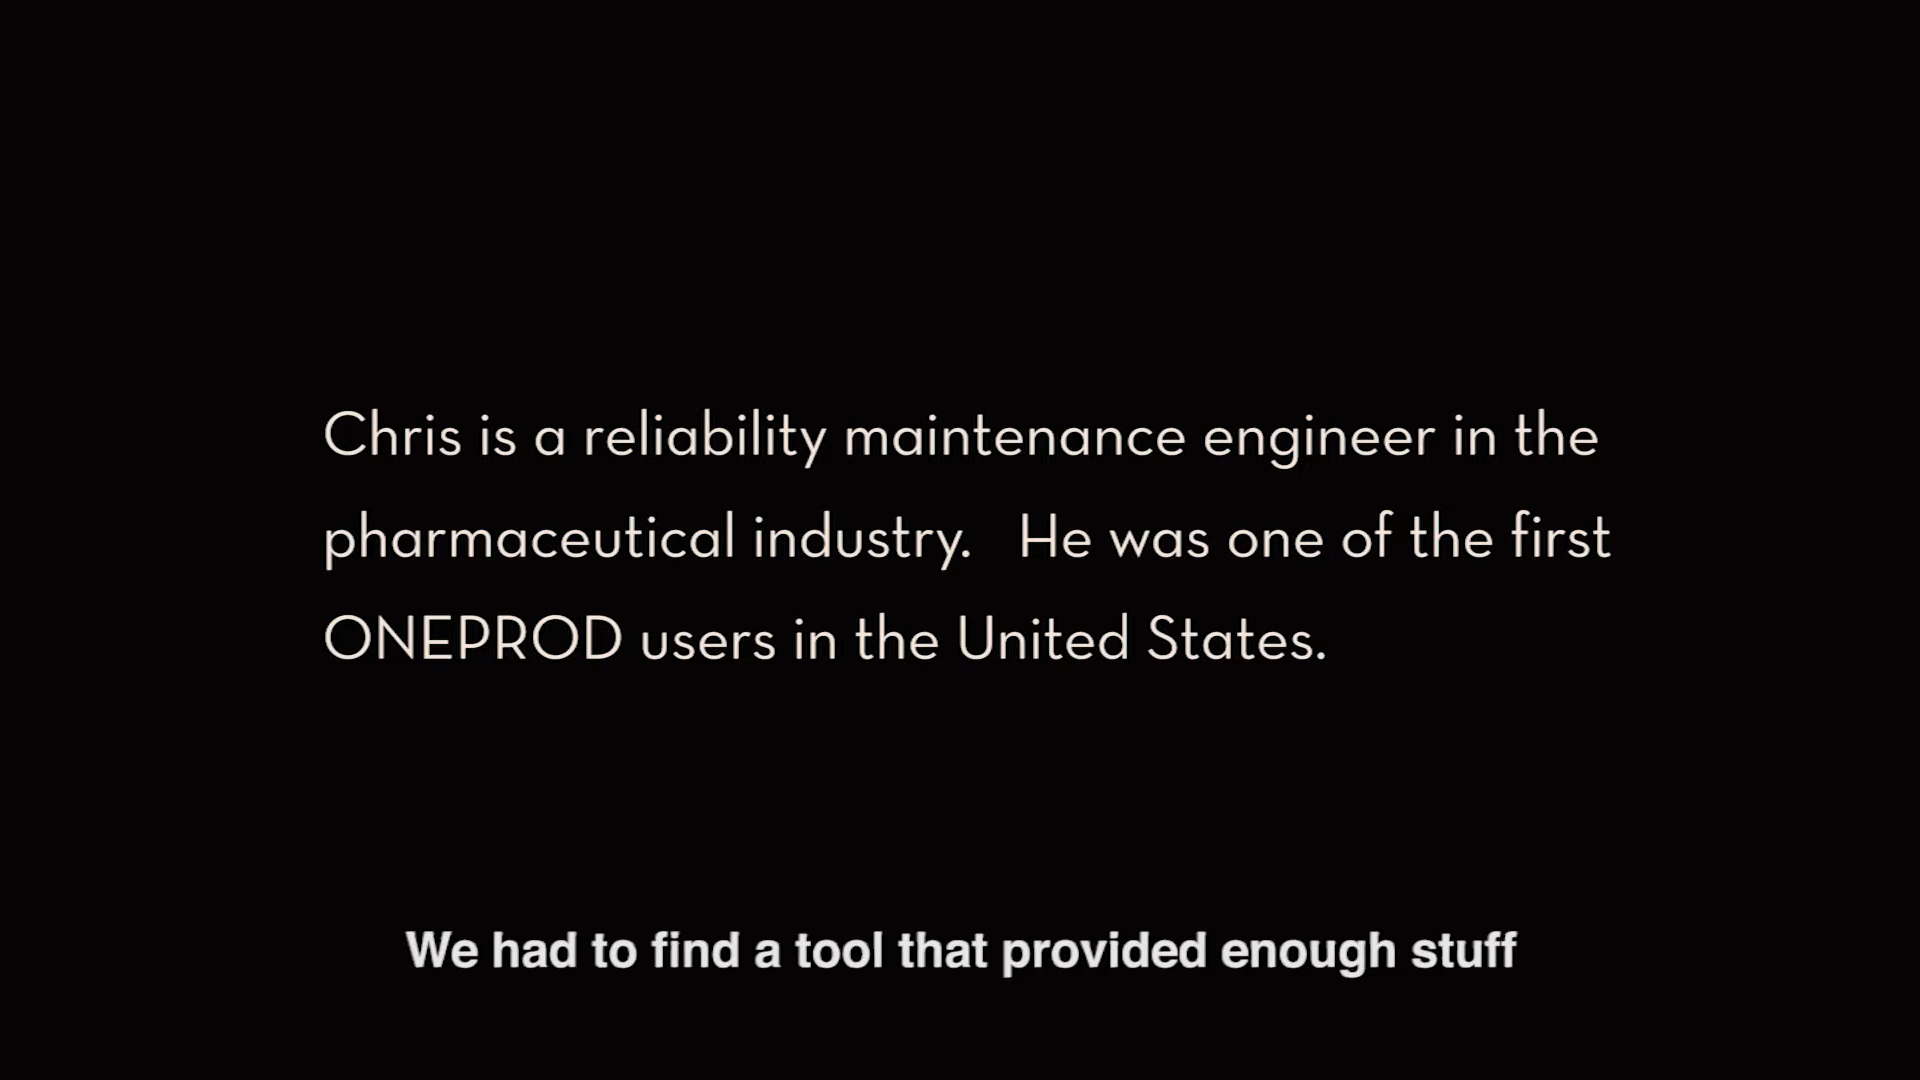 Chris is a reliability maintenance engineer in the
pharmaceutical industry.   He was one of the first
ONEPROD users in the United States.
We had to find a tool that provided enough stuff